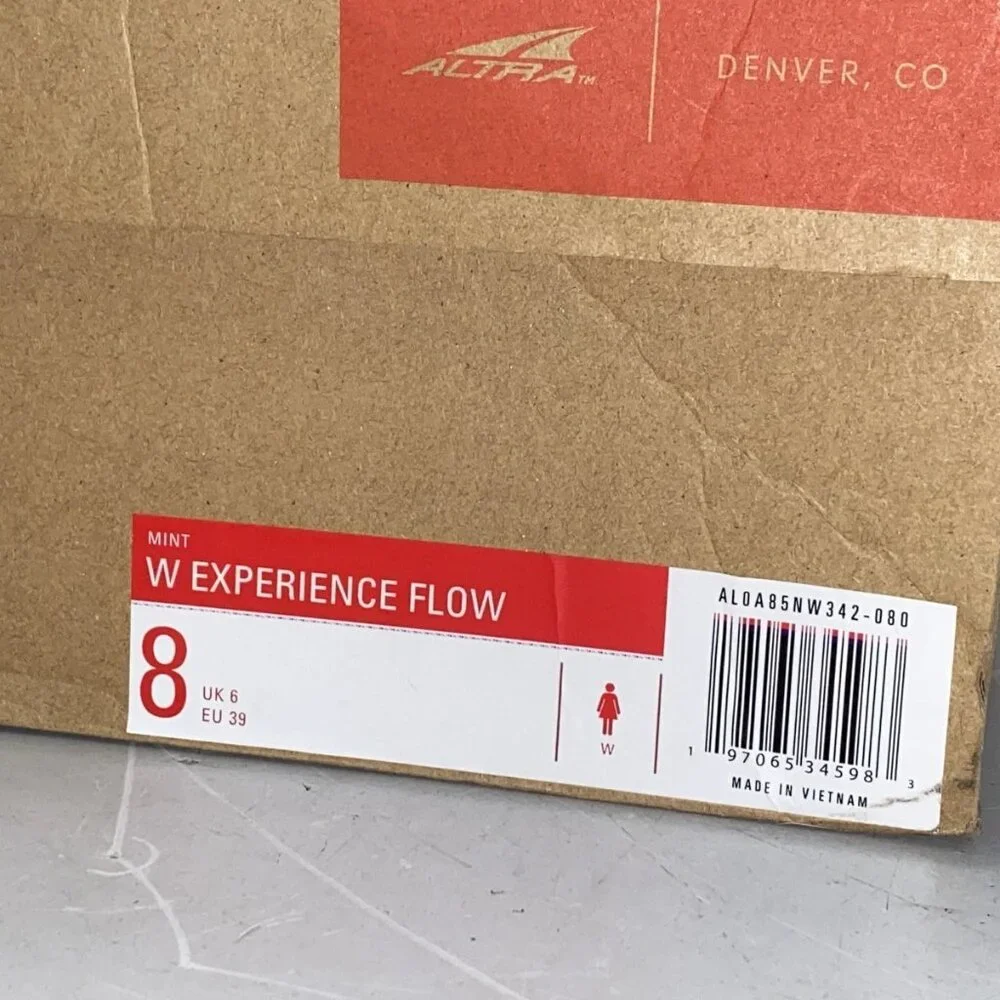 ALTRA™
DENVER, CO
MINT
W EXPERIENCE FLOW
8
UK 6
EU 39
W
AL0A85NW342-080
1 97065 34598 3
MADE IN VIETNAM